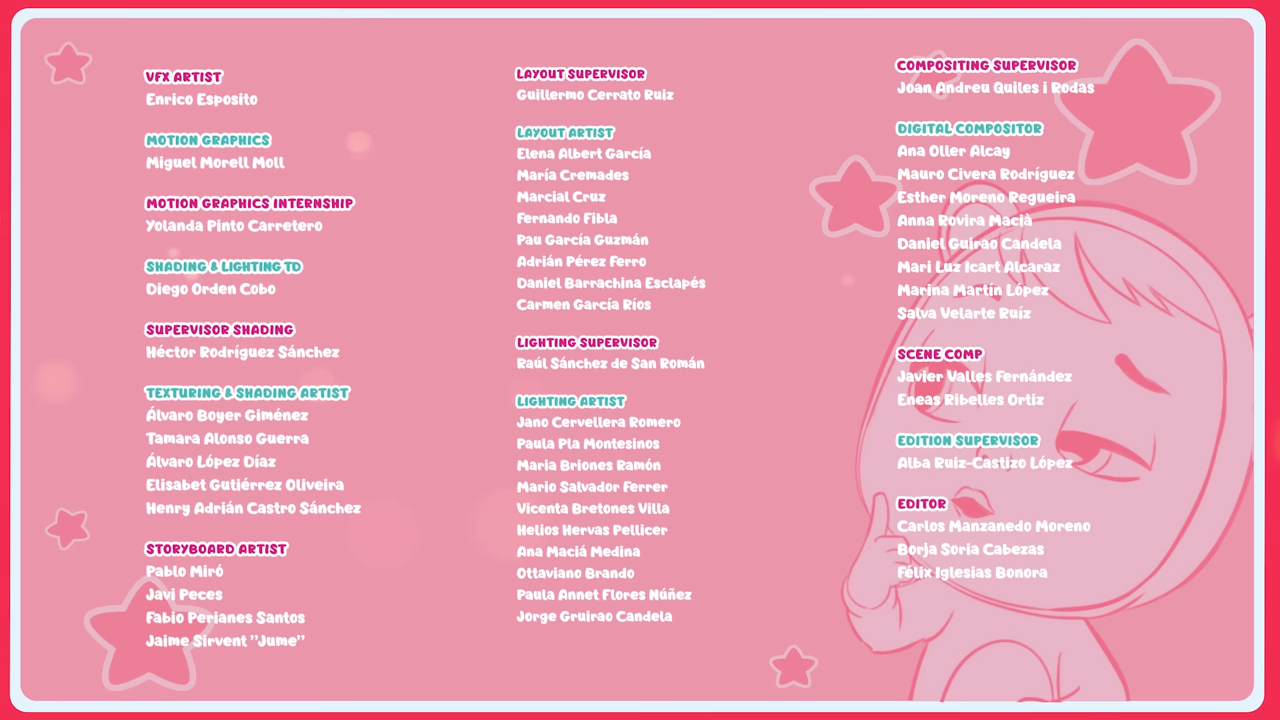 VFX ARTIST
Enrico Esposito
MOTION GRAPHICS
Miguel Morell Moll
MOTION GRAPHICS INTERNSHIP
Yolanda Pinto Carretero
SHADING & LIGHTING TD
Diego Orden Cobo
SUPERVISOR SHADING
Héctor Rodríguez Sánchez
TEXTURING & SHADING ARTIST
Álvaro Boyer Giménez
Tamara Alonso Guerra
Álvaro López Díaz
Elisabet Gutiérrez Oliveira
Henry Adrián Castro Sánchez
STORYBOARD ARTIST
Pablo Miró
Javi Peces
Fabio Perianes Santos
Jaime Sirvent "Jume"
LAYOUT SUPERVISOR
Guillermo Cerrato Ruiz
LAYOUT ARTIST
Elena Albert García
María Cremades
Marcial Cruz
Fernando Fibla
Pau García Guzmán
Adrián Pérez Ferro
Daniel Barrachina Esclapés
Carmen García Ríos
LIGHTING SUPERVISOR
Raúl Sánchez de San Román
LIGHTING ARTIST
Jano Cervellera Romero
Paula Pla Montesinos
Maria Briones Ramón
Mario Salvador Ferrer
Vicenta Bretones Villa
Helios Hervas Pellicer
Ana Maciá Medina
Ottaviano Brando
Paula Annet Flores Núñez
Jorge Gruirao Candela
COMPOSITING SUPERVISOR
Joan Andreu Quiles i Rodas
DIGITAL COMPOSITOR
Ana Oller Alcay
Mauro Civera Rodríguez
Esther Moreno Regueira
Anna Rovira Macià
Daniel Guirao Candela
Mari Luz Icart Alcaraz
Marina Martín López
Salva Velarte Ruíz
SCENE COMP
Javier Valles Fernández
Eneas Ribelles Ortiz
EDITION SUPERVISOR
Alba Ruiz-Castizo López
EDITOR
Carlos Manzanedo Moreno
Borja Soria Cabezas
Félix Iglesias Bonora